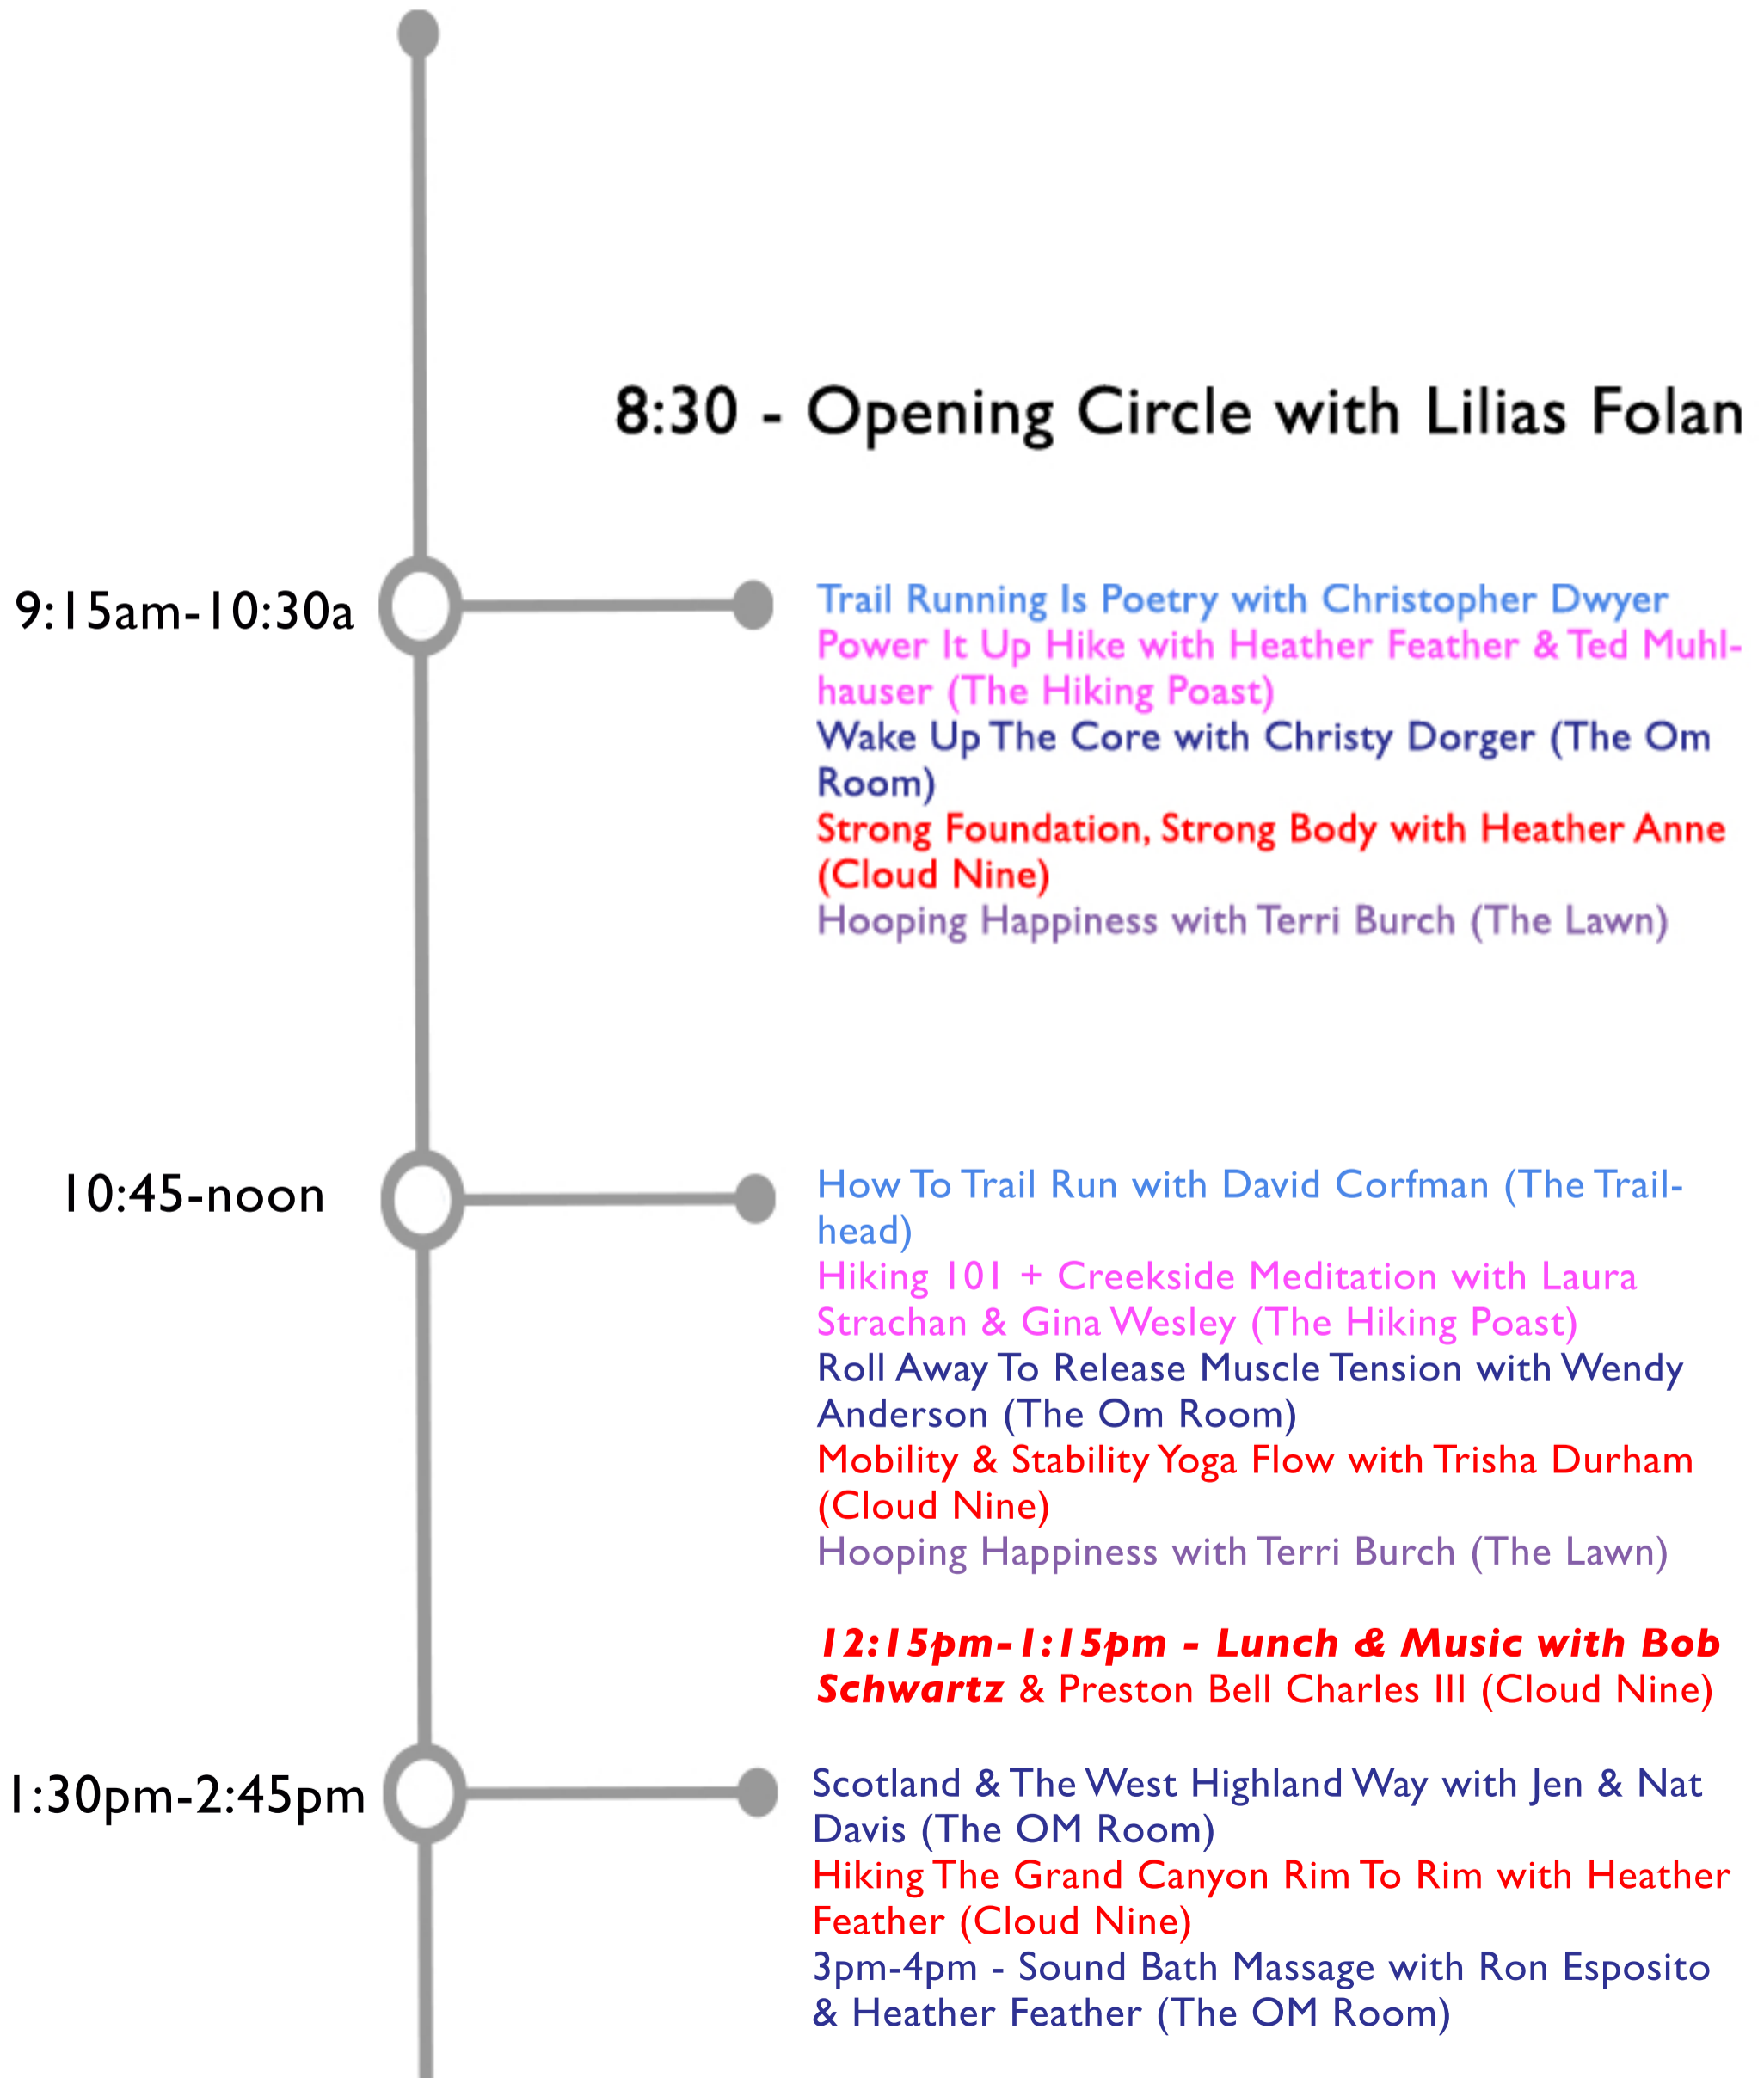 8:30 - Opening Circle with Lilias Folan
9:15am-10:30a
Trail Running Is Poetry with Christopher Dwyer
Power It Up Hike with Heather Feather & Ted Muhl-
hauser (The Hiking Poast)
Wake Up The Core with Christy Dorger (The Om
Room)
Strong Foundation, Strong Body with Heather Anne
(Cloud Nine)
Hooping Happiness with Terri Burch (The Lawn)
10:45-noon
How To Trail Run with David Corfman (The Trail-
head)
Hiking 101 + Creekside Meditation with Laura
Strachan & Gina Wesley (The Hiking Poast)
Roll Away To Release Muscle Tension with Wendy
Anderson (The Om Room)
Mobility & Stability Yoga Flow with Trisha Durham
(Cloud Nine)
Hooping Happiness with Terri Burch (The Lawn)
12:15pm-1:15pm - Lunch & Music with Bob
Schwartz & Preston Bell Charles III (Cloud Nine)
1:30pm-2:45pm
Scotland & The West Highland Way with Jen & Nat
Davis (The OM Room)
Hiking The Grand Canyon Rim To Rim with Heather
Feather (Cloud Nine)
3pm-4pm - Sound Bath Massage with Ron Esposito
& Heather Feather (The OM Room)